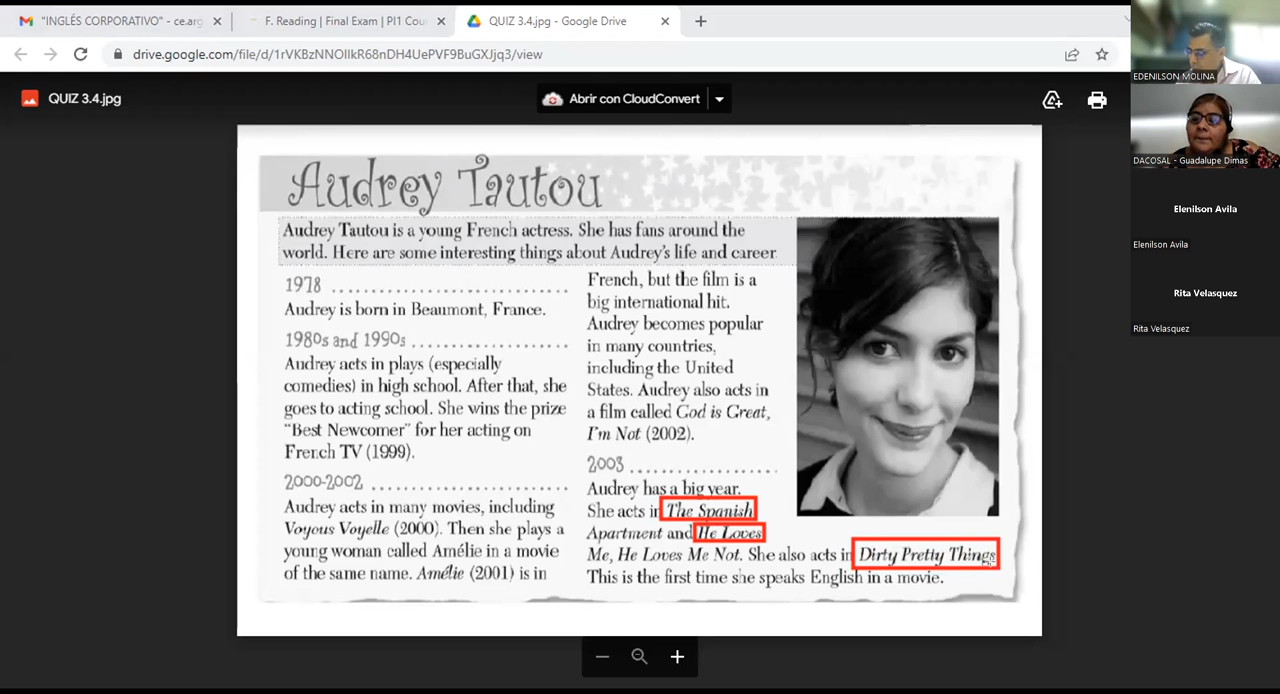 "INGLÉS CORPORATIVO" - ce.arg
F. Reading | Final Exam | PI1 Cou
QUIZ 3.4.jpg - Google Drive
QUIZ 3.4.jpg
Abrir con CloudConvert
Audrey Tautou
Audrey Tautou is a young French actress. She has fans around the
world. Here are some interesting things about Audrey's life and career
1978
Audrey is born in Beaumont, France.
1980s and 1990s
Audrey acts in plays (especially
comedies) in high school. After that, she
goes to acting school. She wins the prize
"Best Newcomer" for her acting on
French TV (1999).
2000-2002
Audrey acts in many movies, including
Voyous Voyelle (2000). Then she plays a
young woman called Amélie in a movie
of the same name. Amélie (2001) is in
French, but the film is a
big international hit.
Audrey becomes popular
in many countries,
including the United
States. Audrey also acts in
a film called God is Great,
I'm Not (2002).
2003
Audrey has a big year.
She acts in The Spanish
Apartment and He Loves
Me, He Loves Me Not. She also acts in Dirty Pretty Things
This is the first time she speaks English in a movie.
EDENILSON MOLINA
DACOSAL - Guadalupe Dimas
Elenilson Avila
Elenilson Avila
Rita Velasquez
Rita Velasquez